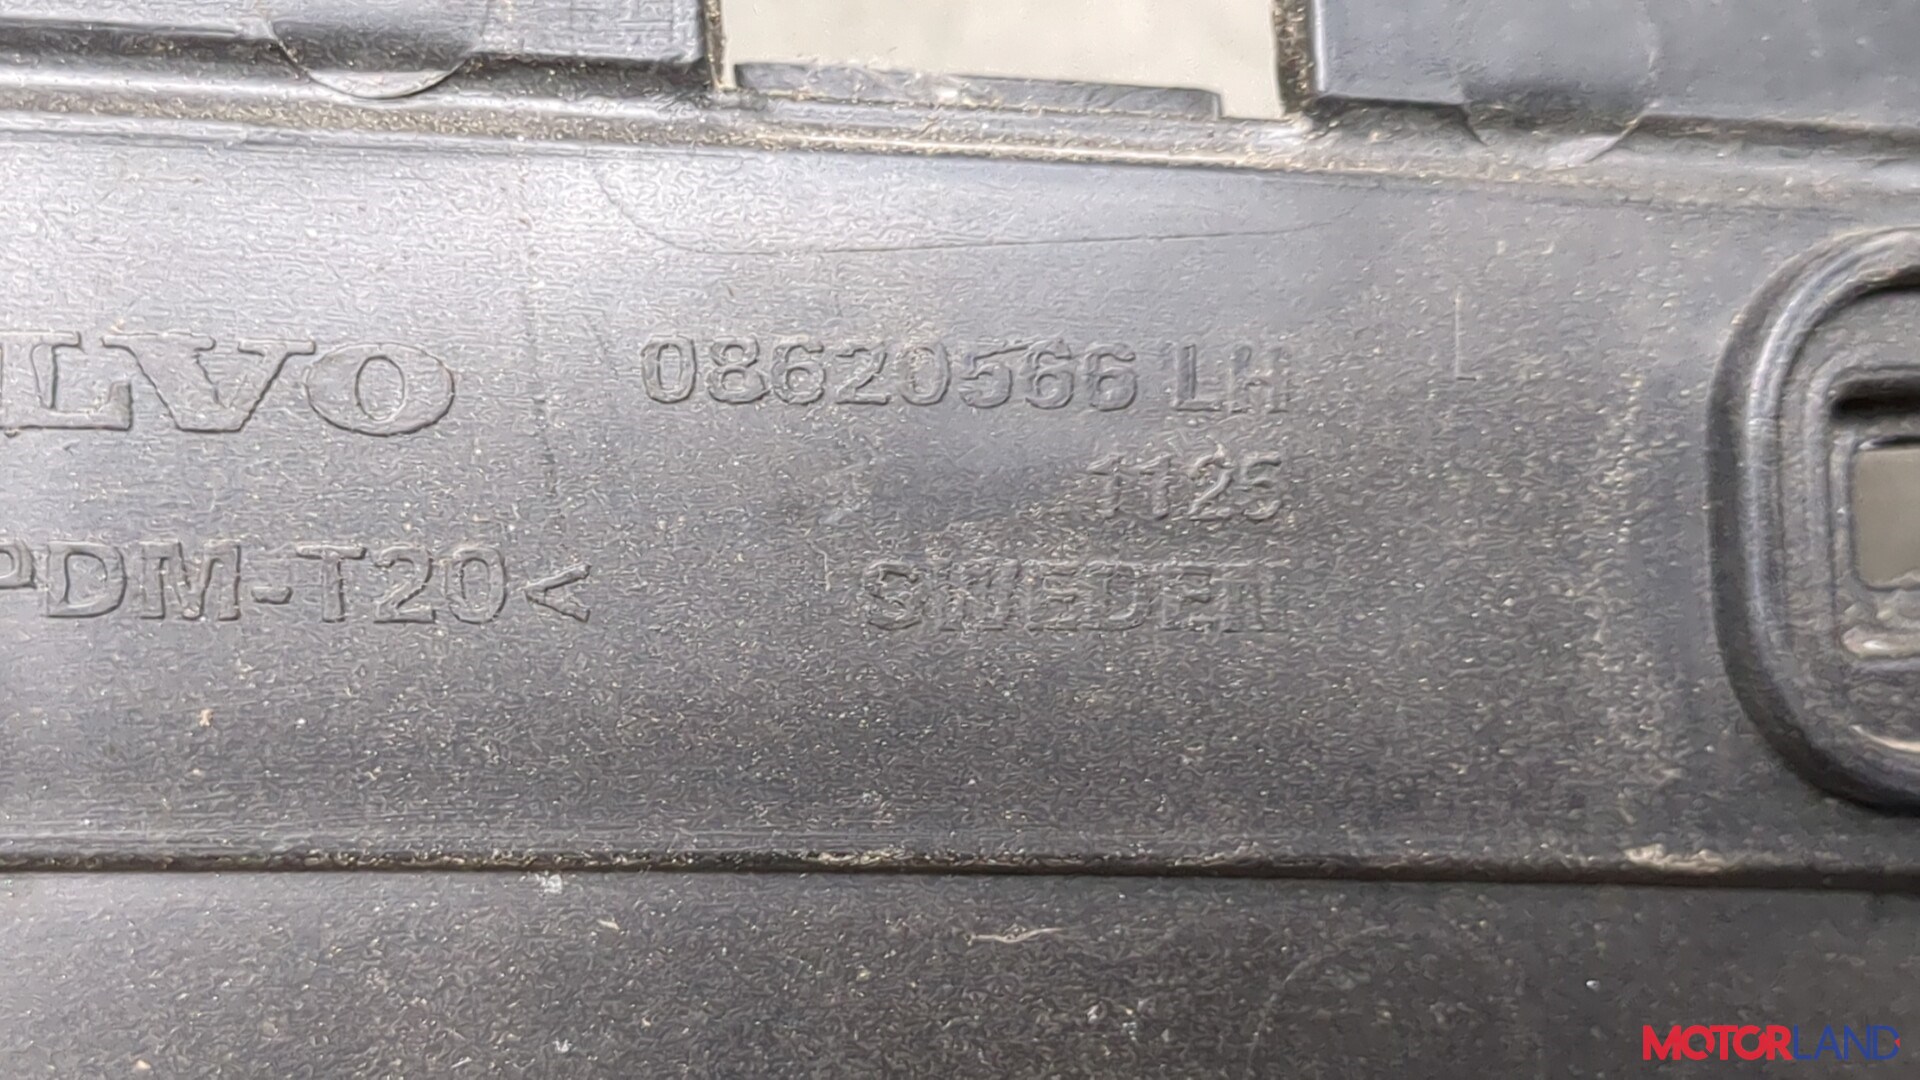 LVO 08620566 LH
1125
PDM-T20< SWEDEN
MOTORLAND